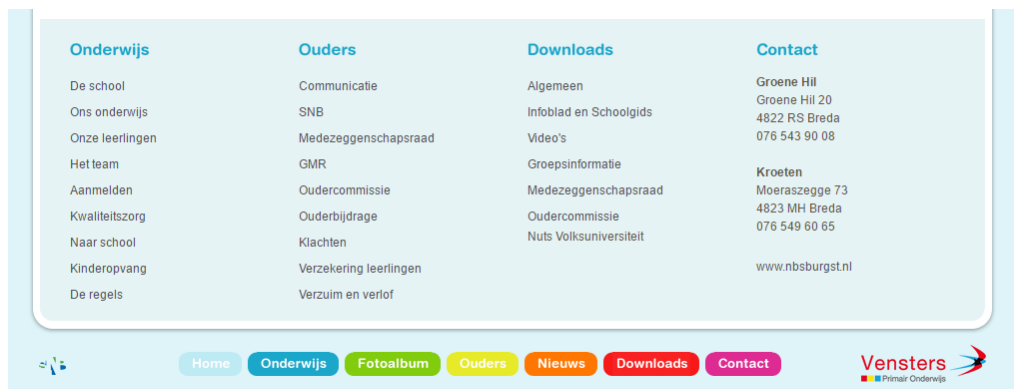 Onderwijs
De school
Ons onderwijs
Onze leerlingen
Het team
Aanmelden
Kwaliteitszorg
Naar school
Kinderopvang
De regels
Ouders
Communicatie
SNB
Medezeggenschapsraad
GMR
Oudercommissie
Ouderbijdrage
Klachten
Verzekering leerlingen
Verzuim en verlof
Downloads
Algemeen
Infoblad en Schoolgids
Video's
Groepsinformatie
Medezeggenschapsraad
Oudercommissie
Nuts Volksuniversiteit
Contact
Groene Hil
Groene Hil 20
4822 RS Breda
076 543 90 08
Kroeten
Moeraszegge 73
4823 MH Breda
076 549 60 65
www.nbsburgst.nl
Home Onderwijs Fotoalbum Ouders Nieuws Downloads Contact
Vensters
Primair Onderwijs